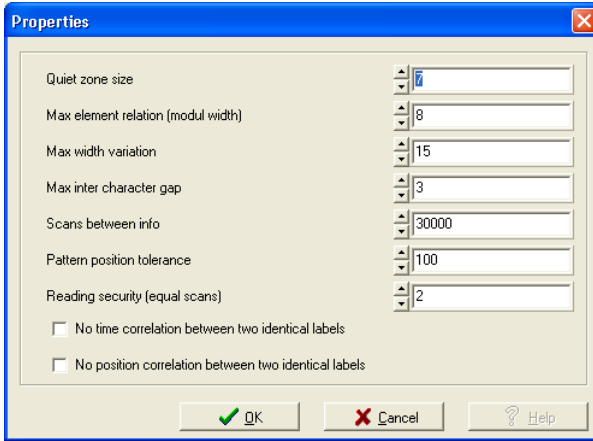 Properties
Quiet zone size 7
Max element relation (modul width) 8
Max width variation 15
Max inter character gap 3
Scans between info 30000
Pattern position tolerance 100
Reading security (equal scans) 2
No time correlation between two identical labels
No position correlation between two identical labels
OK Cancel Help